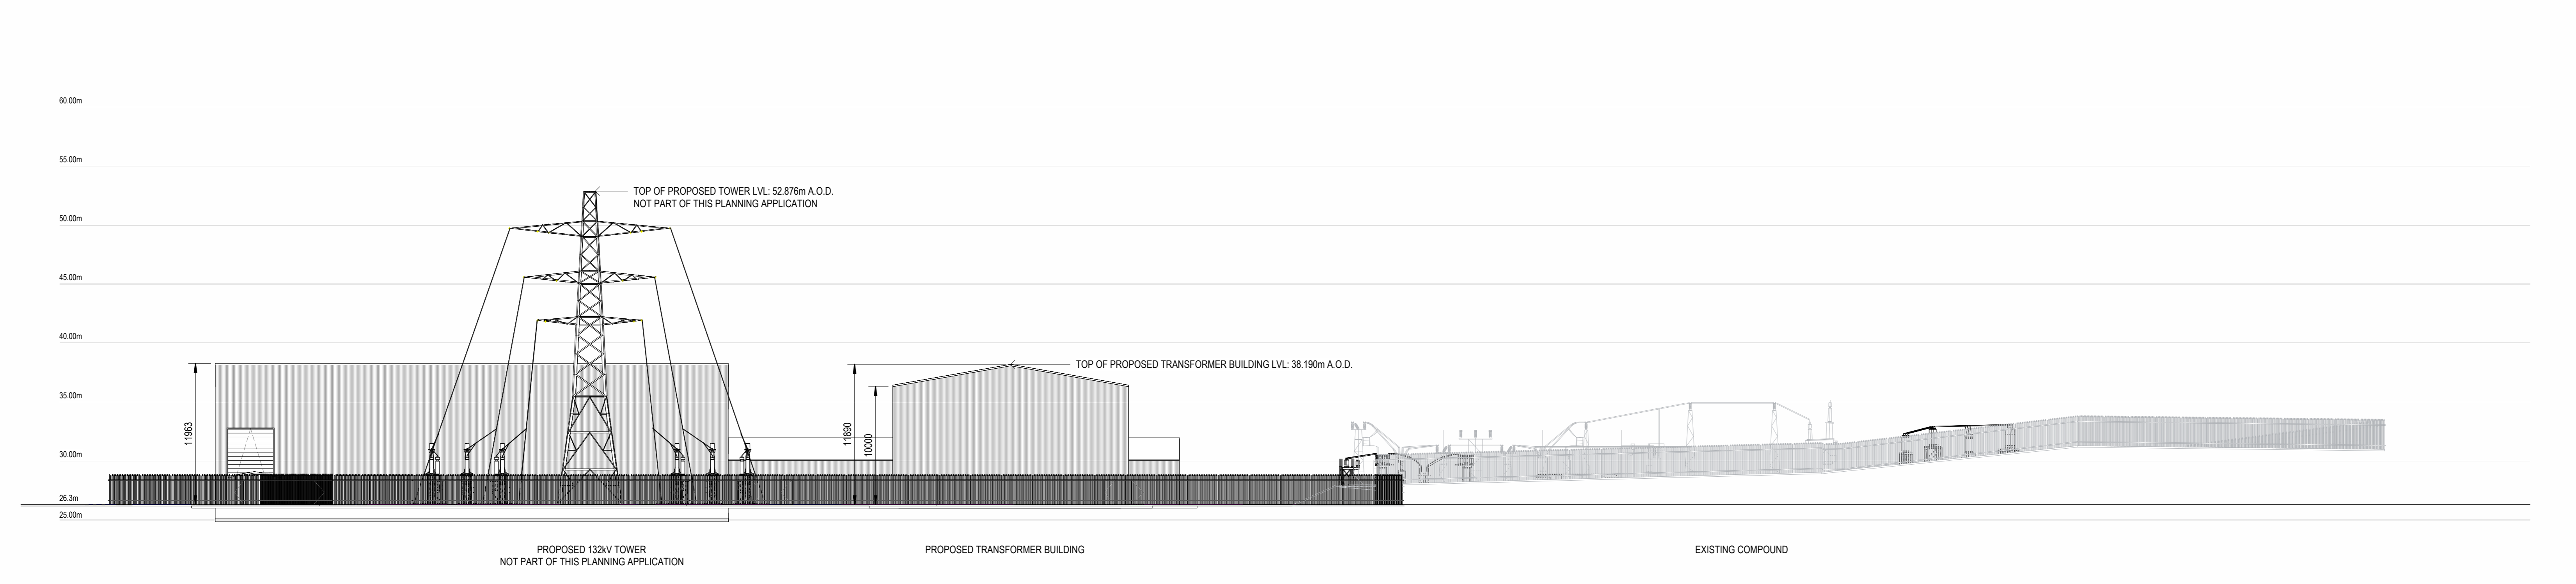 60.00m
55.00m
TOP OF PROPOSED TOWER LVL: 52.876m A.O.D.
NOT PART OF THIS PLANNING APPLICATION
50.00m
45.00m
40.00m
TOP OF PROPOSED TRANSFORMER BUILDING LVL: 38.190m A.O.D.
35.00m
11963
11890
10000
30.00m
26.3m
25.00m
PROPOSED 132kV TOWER
NOT PART OF THIS PLANNING APPLICATION
PROPOSED TRANSFORMER BUILDING
EXISTING COMPOUND